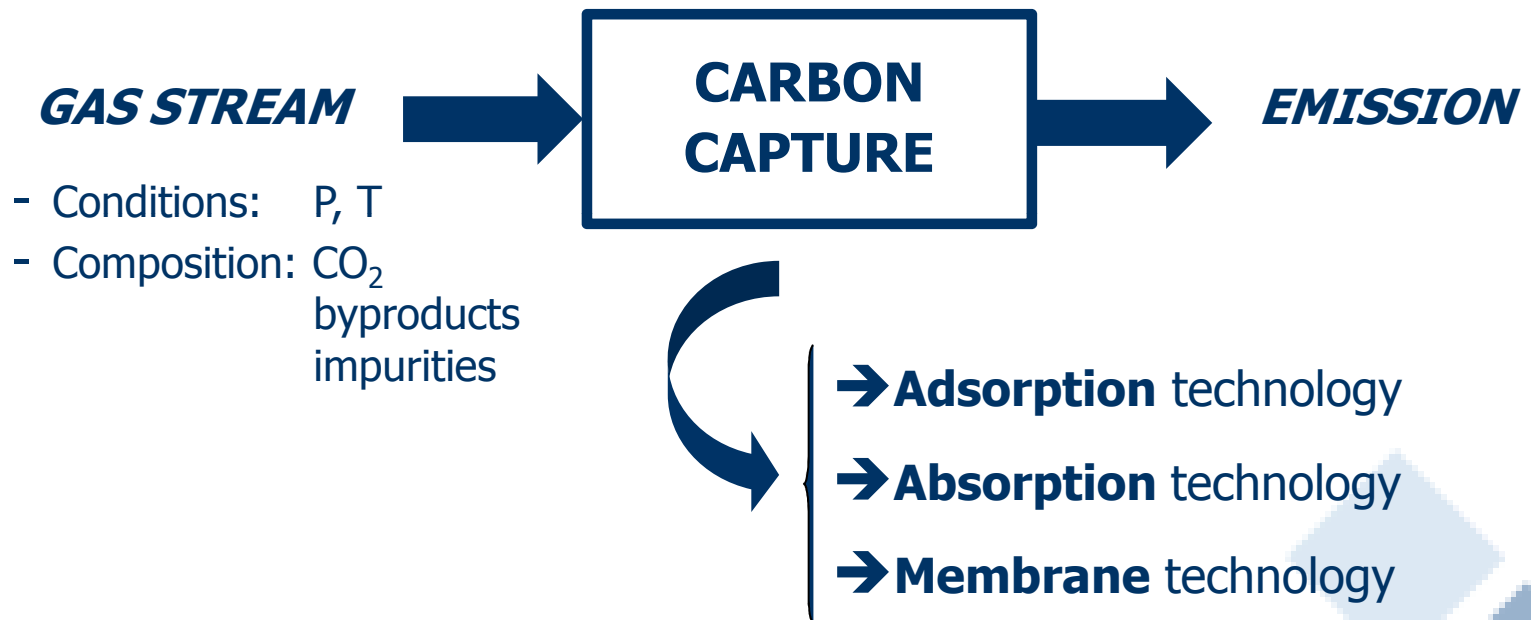 GAS STREAM
CARBON
CAPTURE
EMISSION
- Conditions: P, T
- Composition: CO₂
byproducts
impurities
➔Adsorption technology
➔Absorption technology
➔Membrane technology